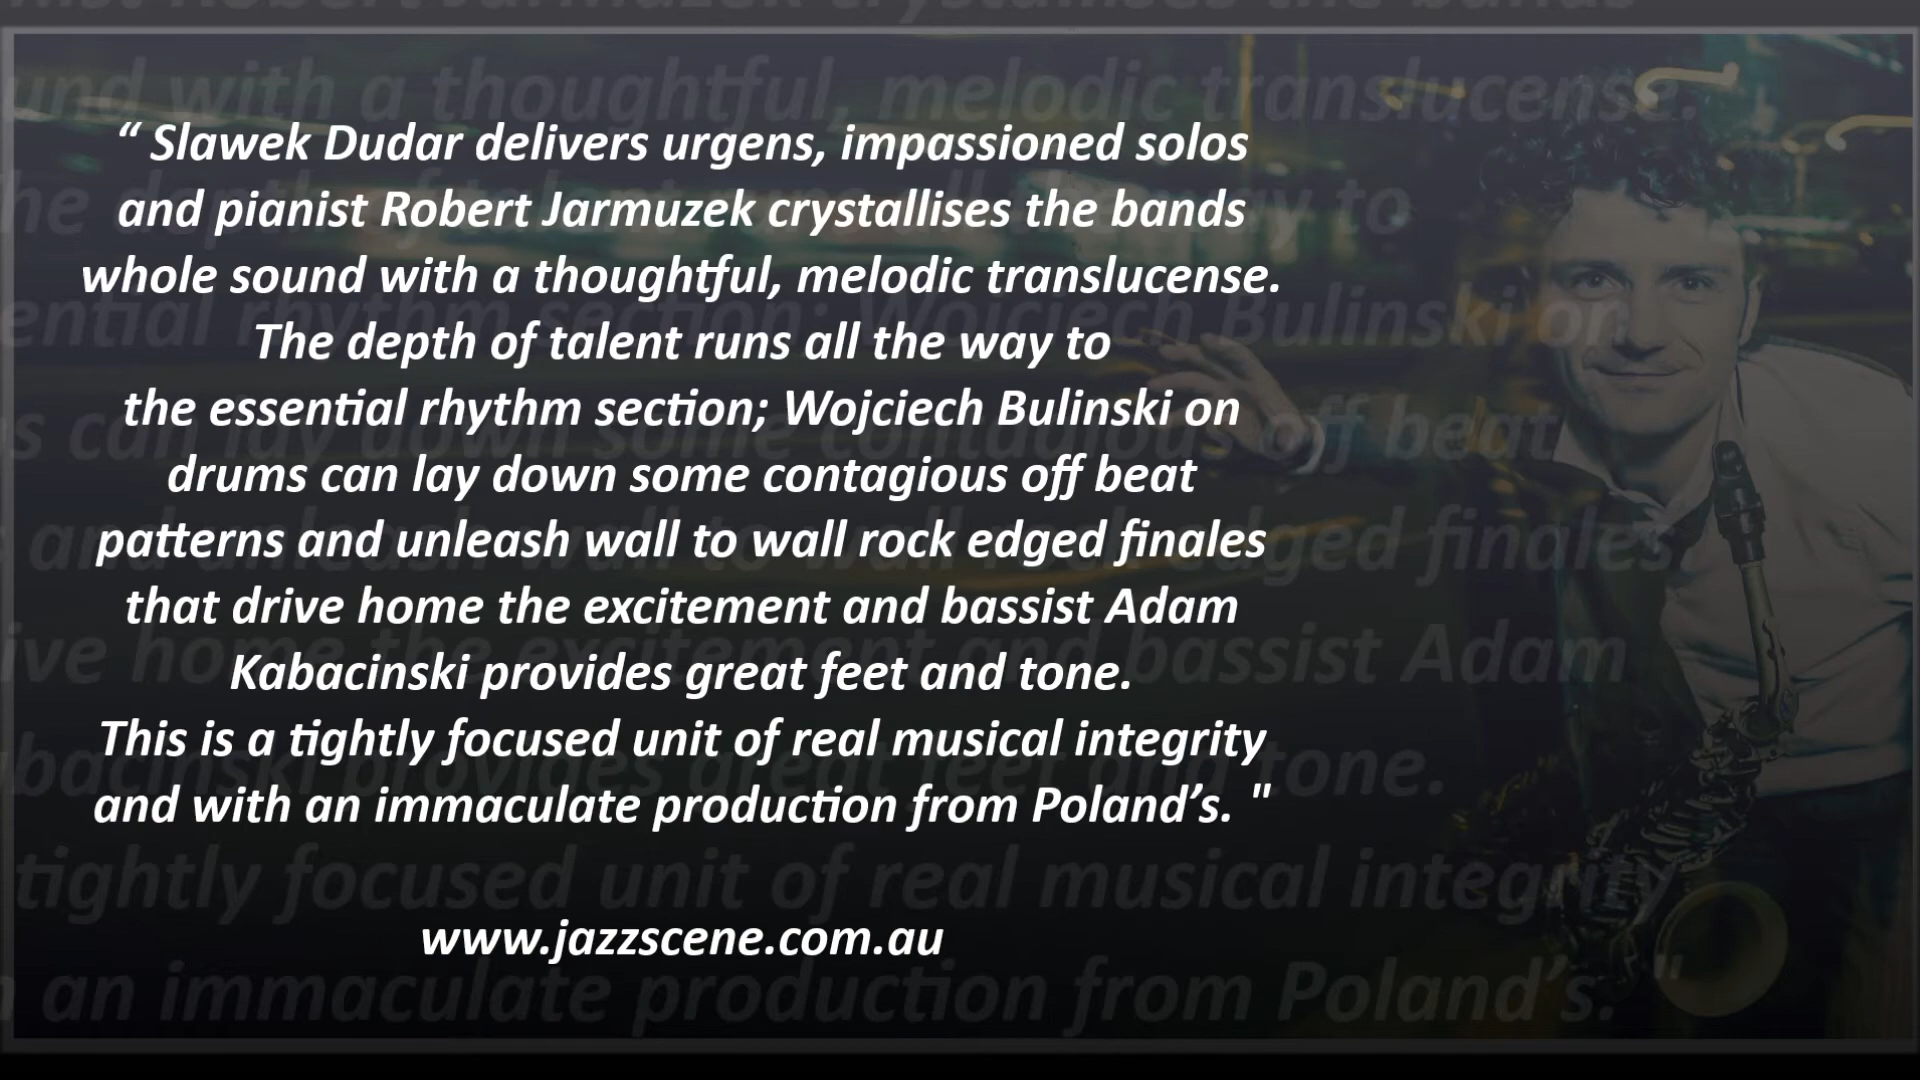 “ Slawek Dudar delivers urgens, impassioned solos
and pianist Robert Jarmuzek crystallises the bands
whole sound with a thoughtful, melodic translucense.
The depth of talent runs all the way to
the essential rhythm section; Wojciech Bulinski on
drums can lay down some contagious off beat
patterns and unleash wall to wall rock edged finales
that drive home the excitement and bassist Adam
Kabacinski provides great feet and tone.
This is a tightly focused unit of real musical integrity
and with an immaculate production from Poland’s. "
www.jazzscene.com.au